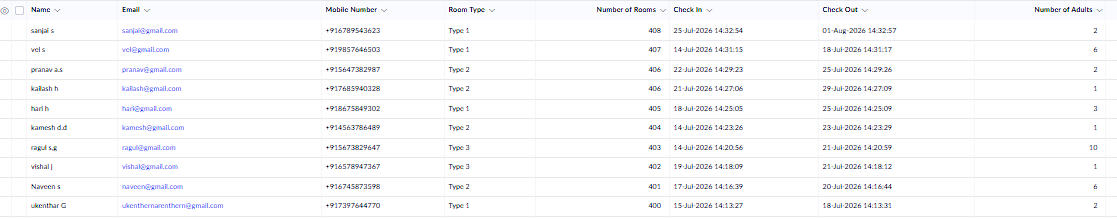 Name Email Mobile Number Room Type Number of Rooms Check In Check Out Number of Adults
sanjai s sanjai@gmail.com +916789543623 Type 1 408 25-Jul-2026 14:32:54 01-Aug-2026 14:32:57 2
vel s vel@gmail.com +919857646503 Type 1 407 14-Jul-2026 14:31:15 18-Jul-2026 14:31:17 6
pranav a.s pranav@gmail.com +915647382987 Type 2 406 22-Jul-2026 14:29:23 25-Jul-2026 14:29:26 2
kailash h kailash@gmail.com +917685940328 Type 2 406 21-Jul-2026 14:27:06 29-Jul-2026 14:27:09 1
hari h hari@gmail.com +918675849302 Type 1 405 18-Jul-2026 14:25:05 25-Jul-2026 14:25:09 3
kamesh d.d kamesh@gmail.com +914563786489 Type 2 404 14-Jul-2026 14:23:26 23-Jul-2026 14:23:29 1
ragul s.g ragul@gmail.com +915673829647 Type 3 403 14-Jul-2026 14:20:56 21-Jul-2026 14:20:59 10
vishal j vishal@gmail.com +916578947367 Type 3 402 19-Jul-2026 14:18:09 21-Jul-2026 14:18:12 1
Naveen s naveen@gmail.com +916745873598 Type 2 401 17-Jul-2026 14:16:39 20-Jul-2026 14:16:44 6
ukenthar G ukenthernarenthern@gmail.com +917397644770 Type 1 400 15-Jul-2026 14:13:27 18-Jul-2026 14:13:31 2